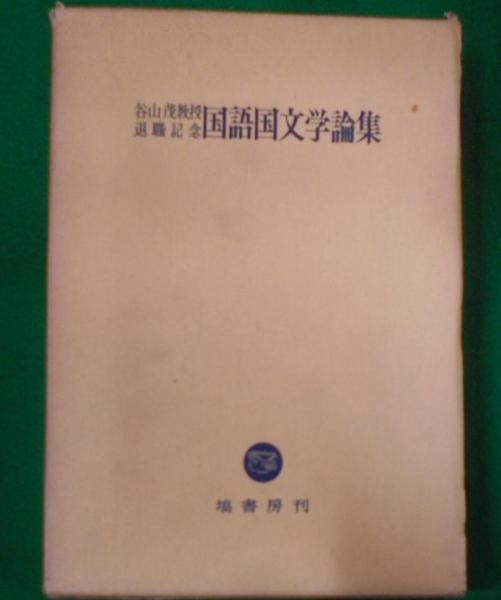 谷山茂教授
退職記念
国語国文学論集
塙書房刊